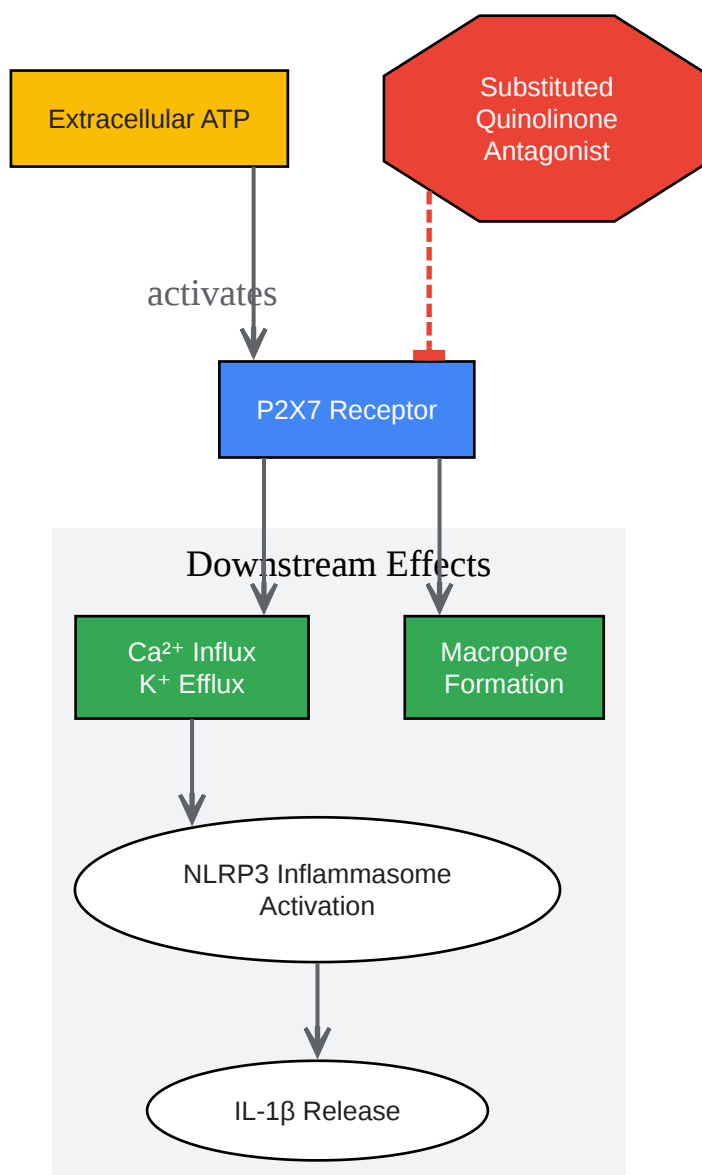 Extracellular ATP
Substituted
Quinolinone
Antagonist
activates
P2X7 Receptor
Downstream Effects
Ca²⁺ Influx
K⁺ Efflux
Macropore
Formation
NLRP3 Inflammasome
Activation
IL-1β Release